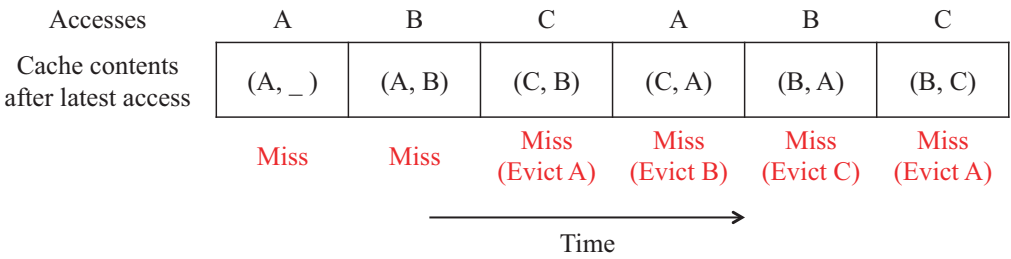 Accesses A B C A B C
Cache contents
after latest access
(A, _ ) (A, B) (C, B) (C, A) (B, A) (B, C)
Miss Miss Miss Miss Miss Miss
(Evict A) (Evict B) (Evict C) (Evict A)
Time